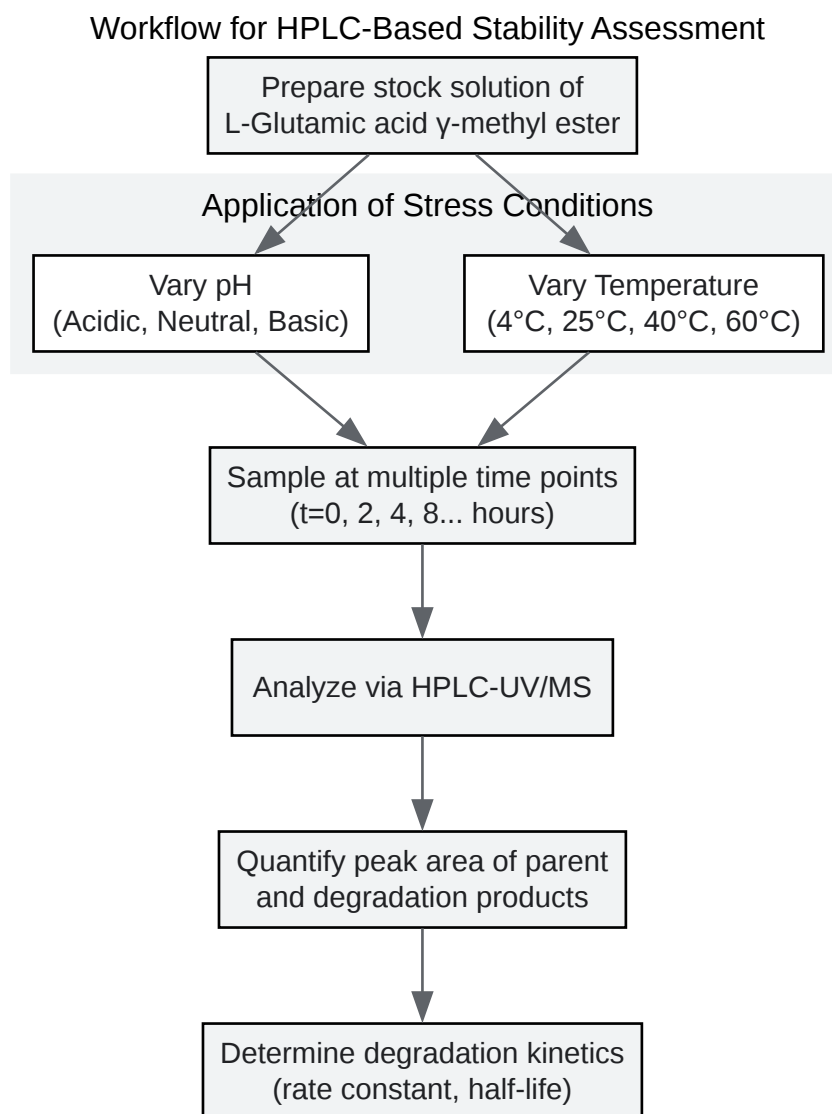 Workflow for HPLC-Based Stability Assessment
Prepare stock solution of
L-Glutamic acid γ-methyl ester
Application of Stress Conditions
Vary pH
(Acidic, Neutral, Basic)
Vary Temperature
(4°C, 25°C, 40°C, 60°C)
Sample at multiple time points
(t=0, 2, 4, 8... hours)
Analyze via HPLC-UV/MS
Quantify peak area of parent
and degradation products
Determine degradation kinetics
(rate constant, half-life)